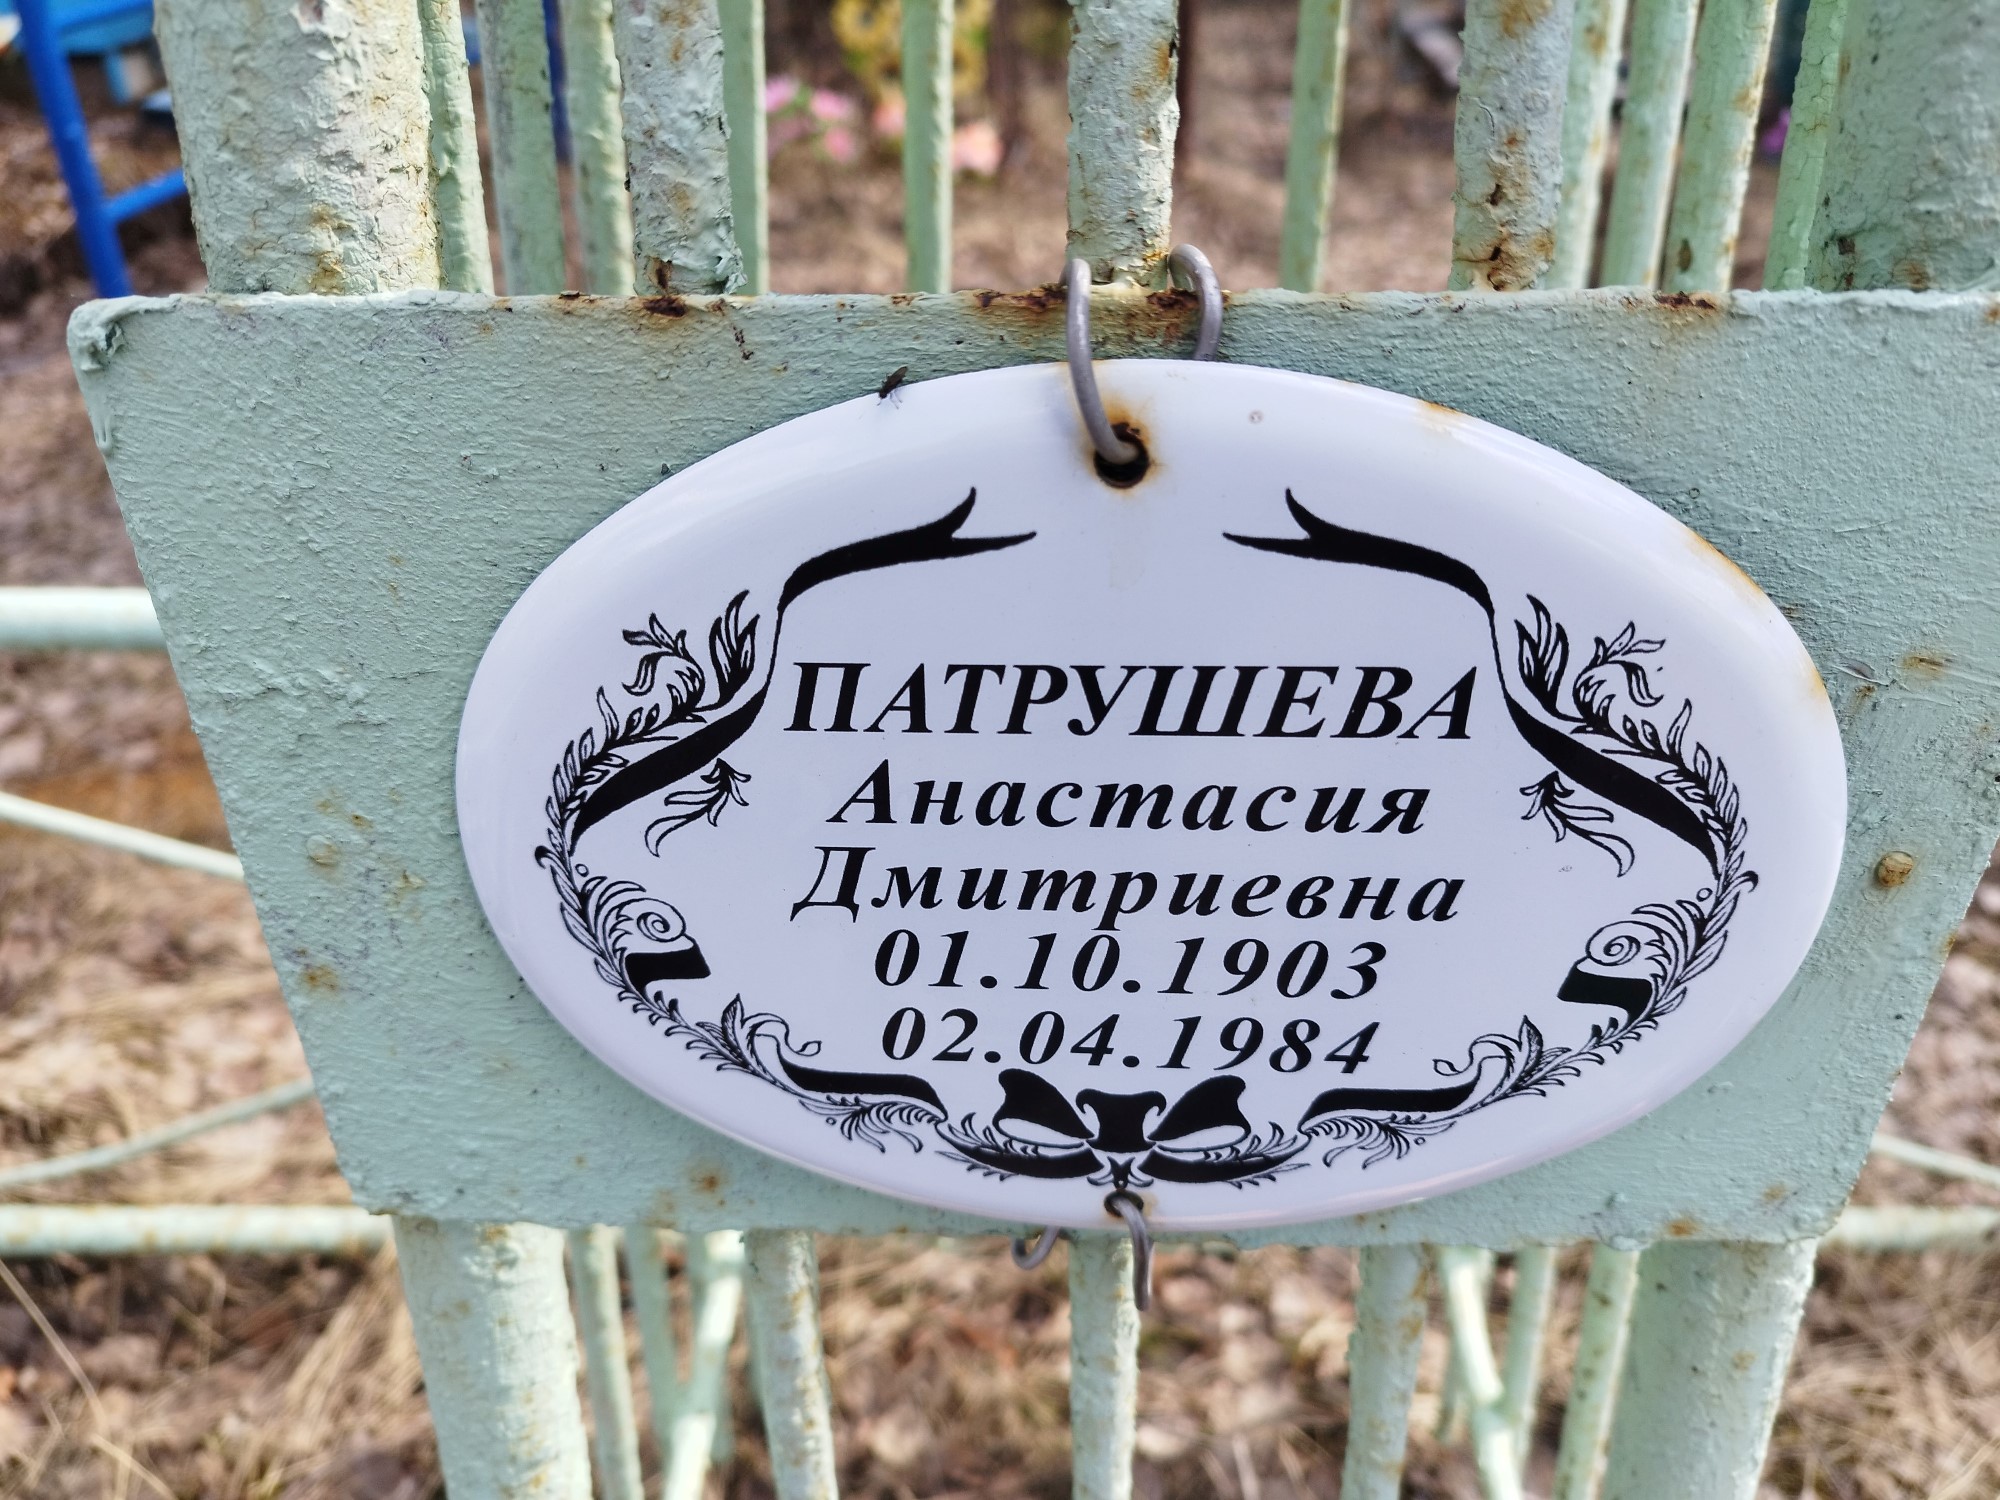 ПАТРУШЕВА
Анастасия
Дмитриевна
01.10.1903
02.04.1984